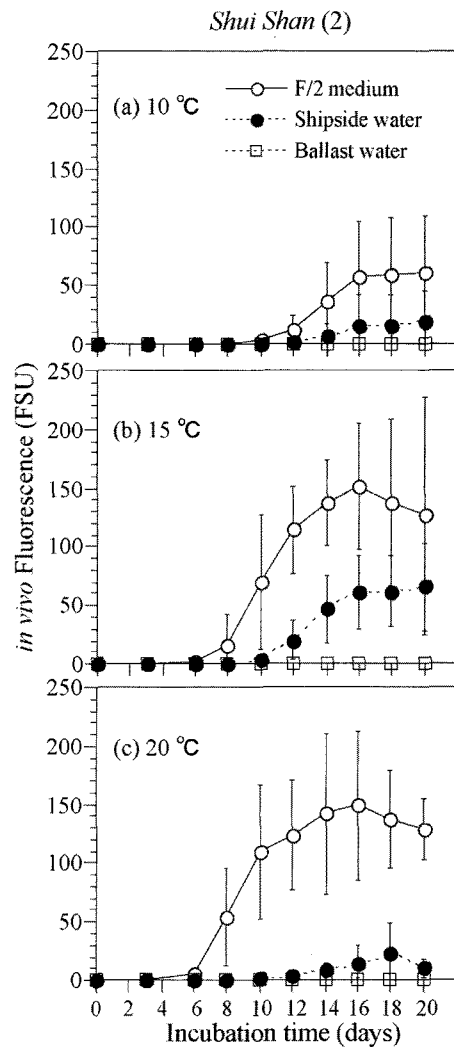 Shui Shan (2)
in vivo Fluorescence (FSU)
250
200
150
100
50
0
(a) 10 °C
F/2 medium
Shipside water
Ballast water
250
200
150
100
50
0
(b) 15 °C
250
200
150
100
50
0
(c) 20 °C
0 2 4 6 8 10 12 14 16 18 20
Incubation time (days)